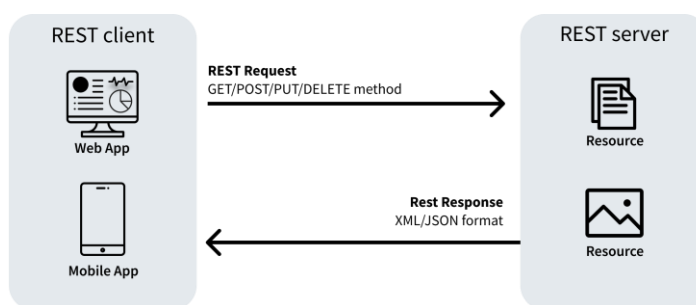 REST client
REST server
REST Request
GET/POST/PUT/DELETE method
Web App
Resource
Rest Response
XML/JSON format
Mobile App
Resource